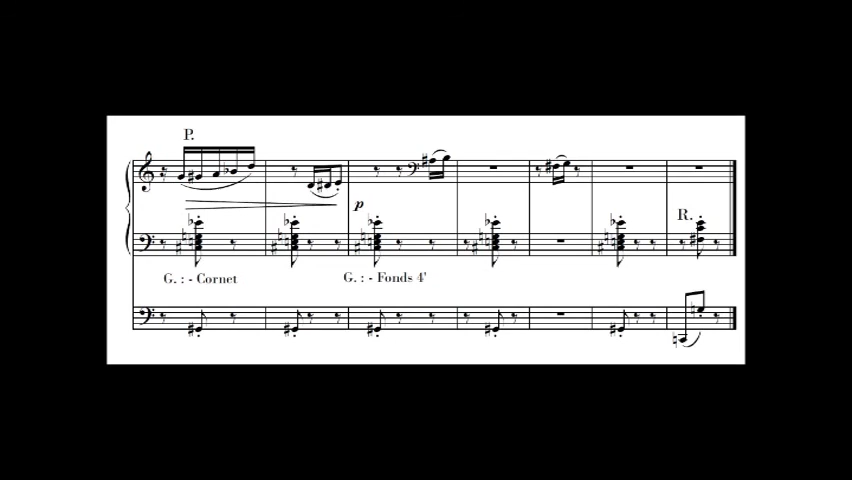 P.
p
R.
G. : - Cornet
G. : - Fonds 4'